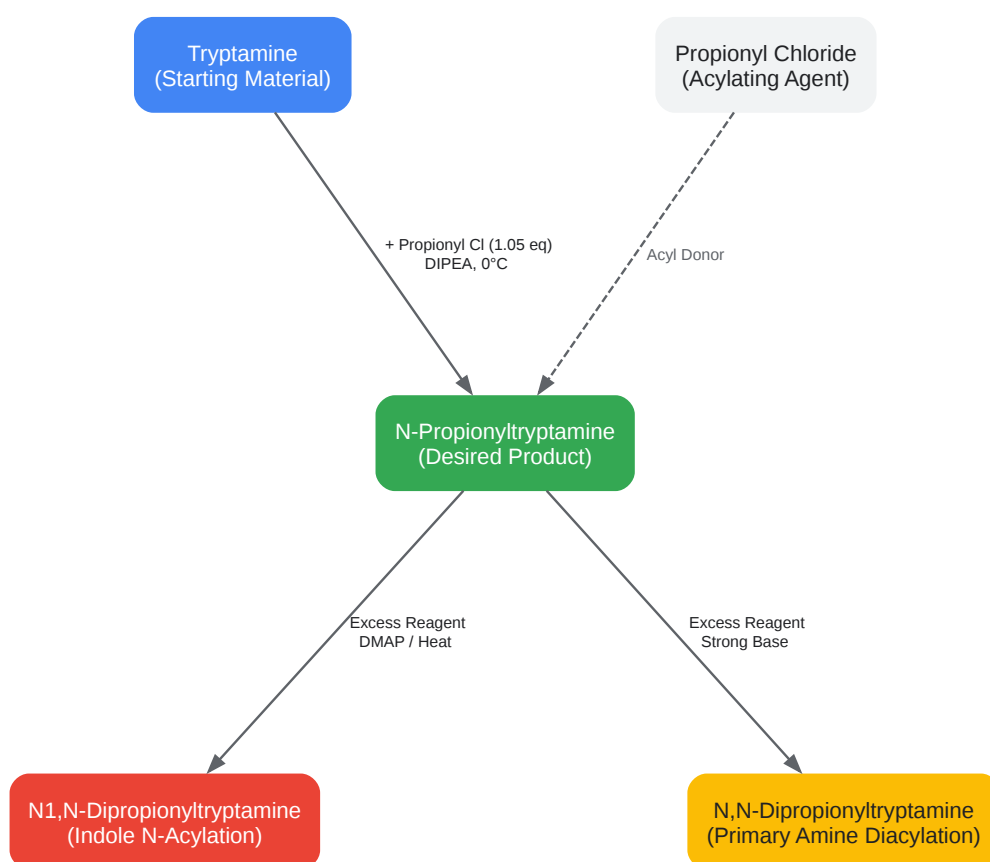 Tryptamine
(Starting Material)
Propionyl Chloride
(Acylating Agent)
+ Propionyl Cl (1.05 eq)
DIPEA, 0°C
Acyl Donor
N-Propionyltryptamine
(Desired Product)
Excess Reagent
DMAP / Heat
Excess Reagent
Strong Base
N1,N-Dipropionyltryptamine
(Indole N-Acylation)
N,N-Dipropionyltryptamine
(Primary Amine Diacylation)